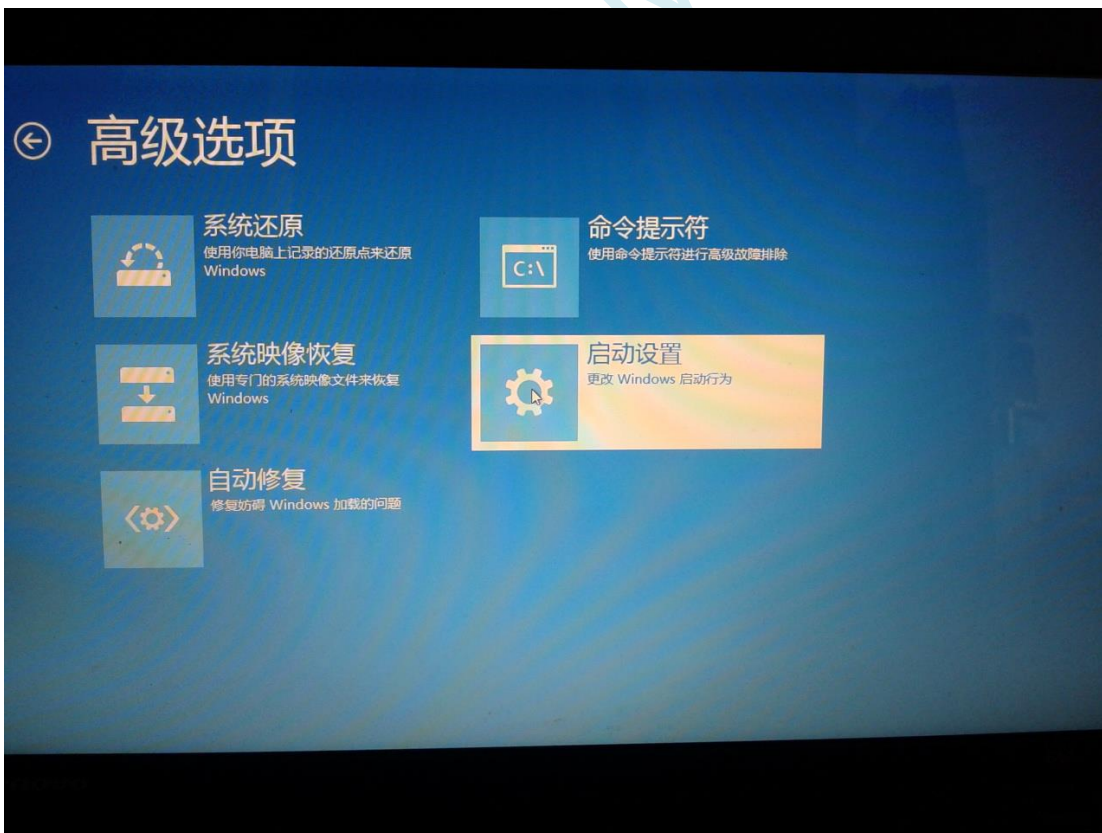 高级选项
系统还原
使用你电脑上记录的还原点来还原
Windows
命令提示符
使用命令提示符进行高级故障排除
C:\
系统映像恢复
使用专门的系统映像文件来恢复
Windows
启动设置
更改 Windows 启动行为
自动修复
修复妨碍 Windows 加载的问题